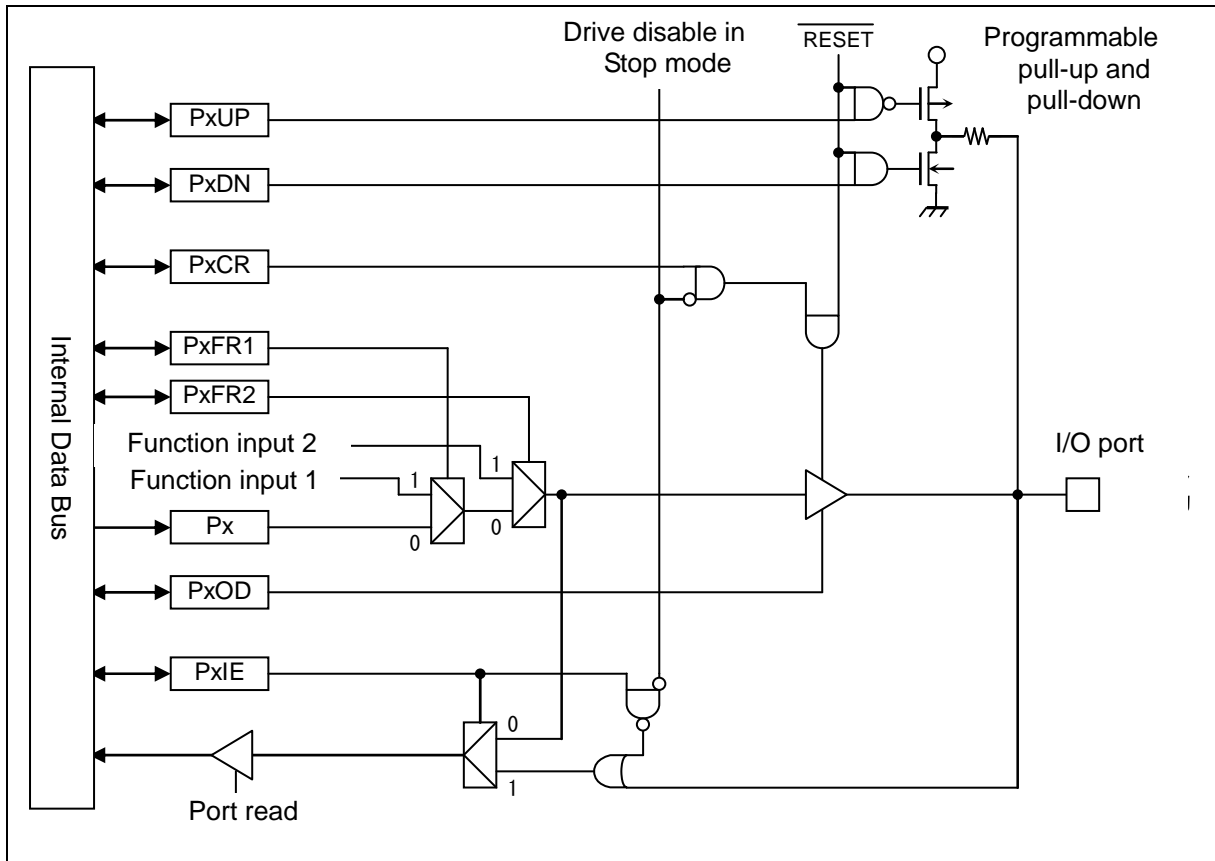 Drive disable in
Stop mode
RESET
Programmable
pull-up and
pull-down
PxUP
PxDN
PxCR
PxFR1
PxFR2
Function input 2
1
Function input 1
1
Px
0
0
I/O port
PxOD
PxIE
0
1
Port read
Internal Data Bus